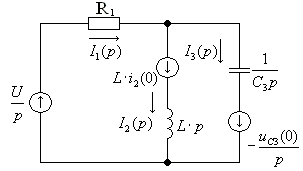 R₁
I₁(p)
I₃(p)
1/(C₃p)
L·i₂(0)
U/p
I₂(p)
L·p
-u_C3(0)/p